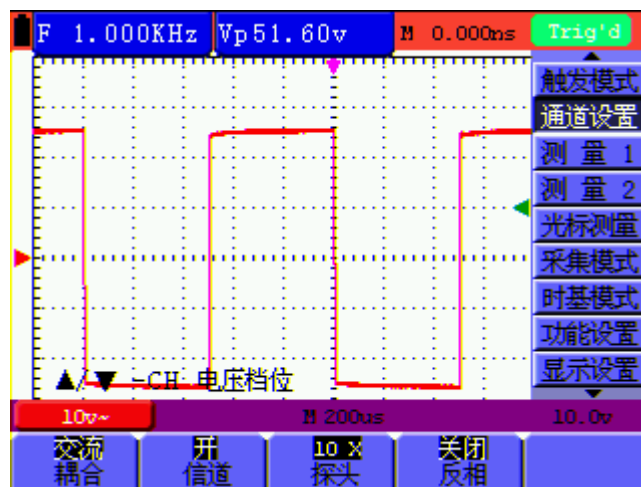 F 1.000KHz Vp51.60v M 0.000ns Trig'd
触发模式
通道设置
测 量 1
测 量 2
光标测量
采集模式
时基模式
功能设置
显示设置
▲/▼ -CH 电压档位
10v~ M 200us 10.0v
交流 开 10 X 关闭
耦合 信道 探头 反相